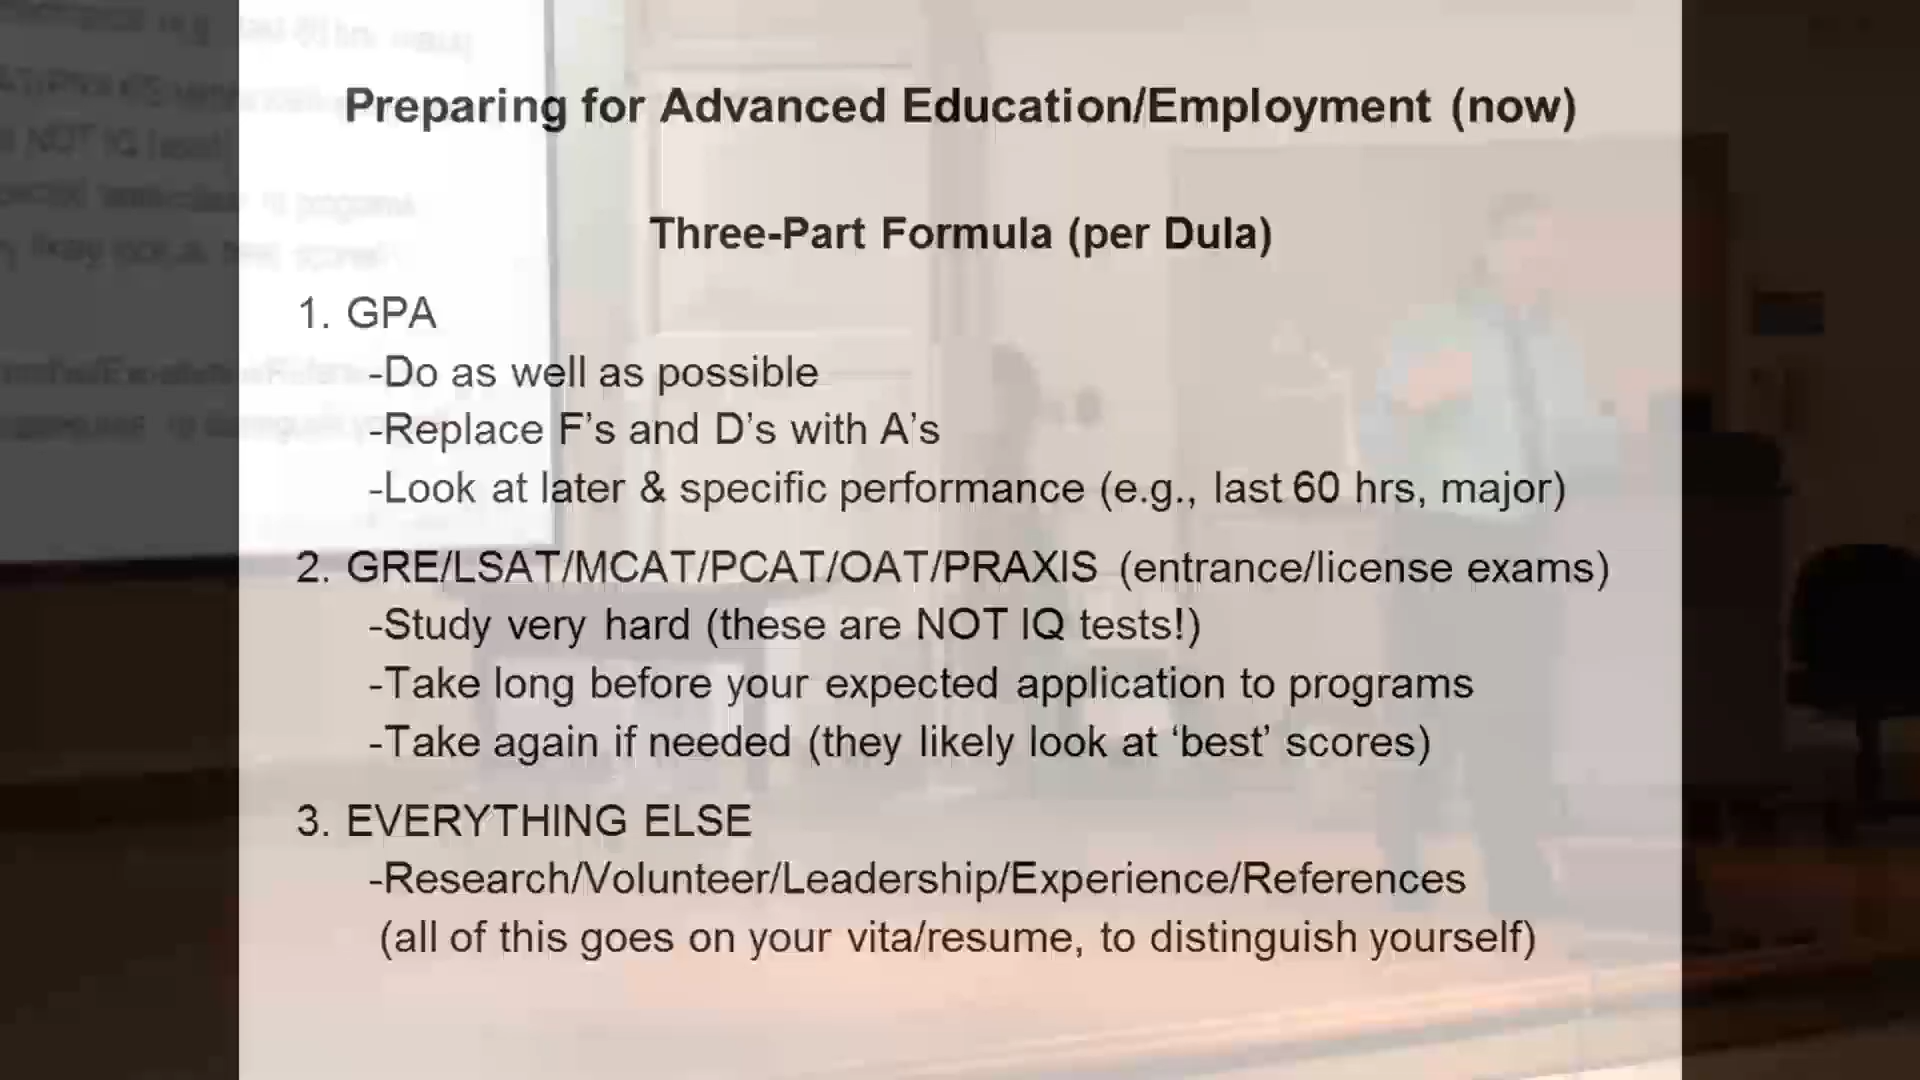 Preparing for Advanced Education/Employment (now)
Three-Part Formula (per Dula)
1. GPA
-Do as well as possible
-Replace F’s and D’s with A’s
-Look at later & specific performance (e.g., last 60 hrs, major)
2. GRE/LSAT/MCAT/PCAT/OAT/PRAXIS (entrance/license exams)
-Study very hard (these are NOT IQ tests!)
-Take long before your expected application to programs
-Take again if needed (they likely look at ‘best’ scores)
3. EVERYTHING ELSE
-Research/Volunteer/Leadership/Experience/References
(all of this goes on your vita/resume, to distinguish yourself)